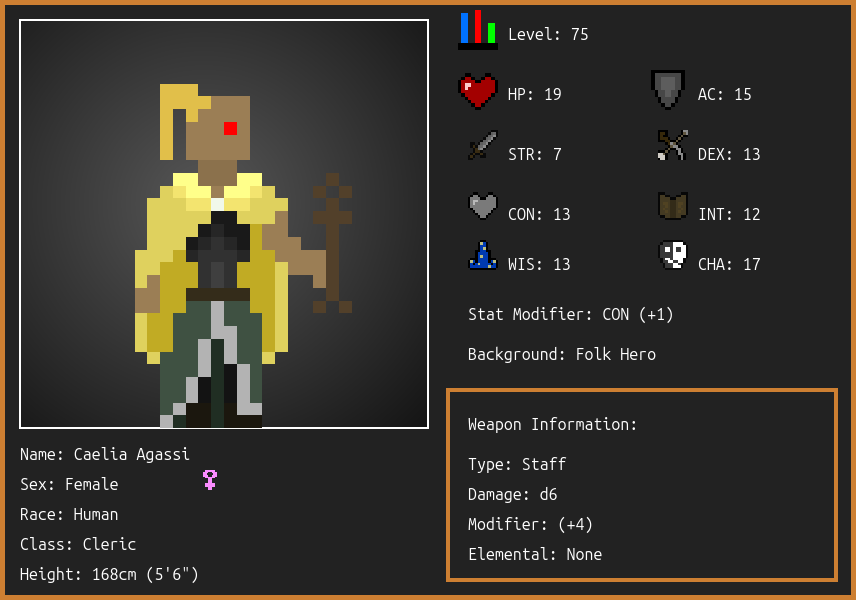 Level: 75
HP: 19
AC: 15
STR: 7
DEX: 13
CON: 13
INT: 12
WIS: 13
CHA: 17
Stat Modifier: CON (+1)
Background: Folk Hero
Weapon Information:
Type: Staff
Damage: d6
Modifier: (+4)
Elemental: None
Name: Caelia Agassi
Sex: Female
Race: Human
Class: Cleric
Height: 168cm (5'6")